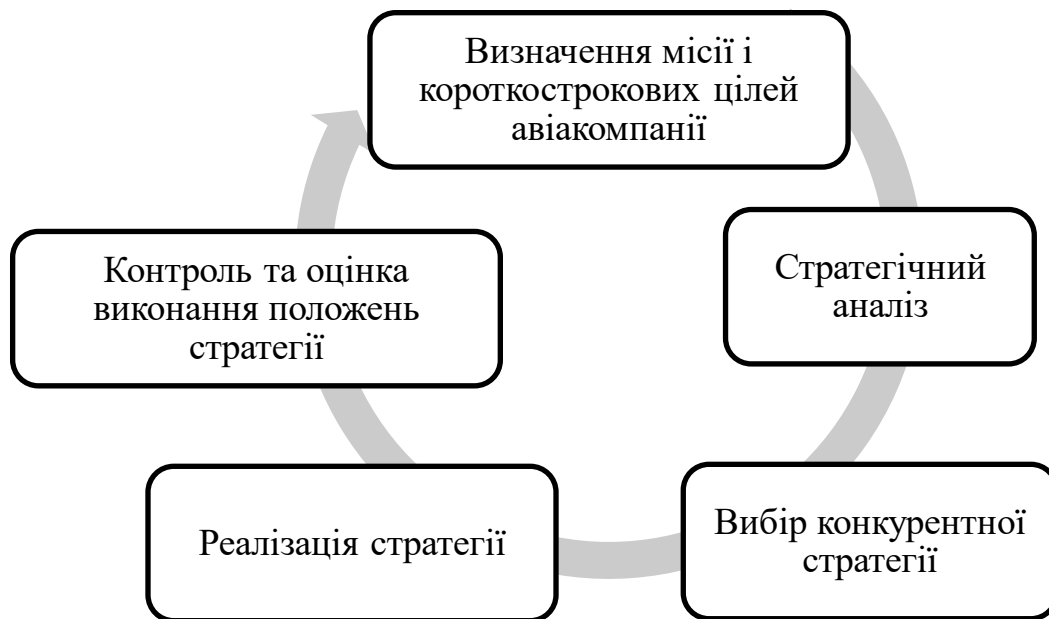 Визначення місії і
короткострокових цілей
авіакомпанії
Стратегічний
аналіз
Вибір конкурентної
стратегії
Реалізація стратегії
Контроль та оцінка
виконання положень
стратегії